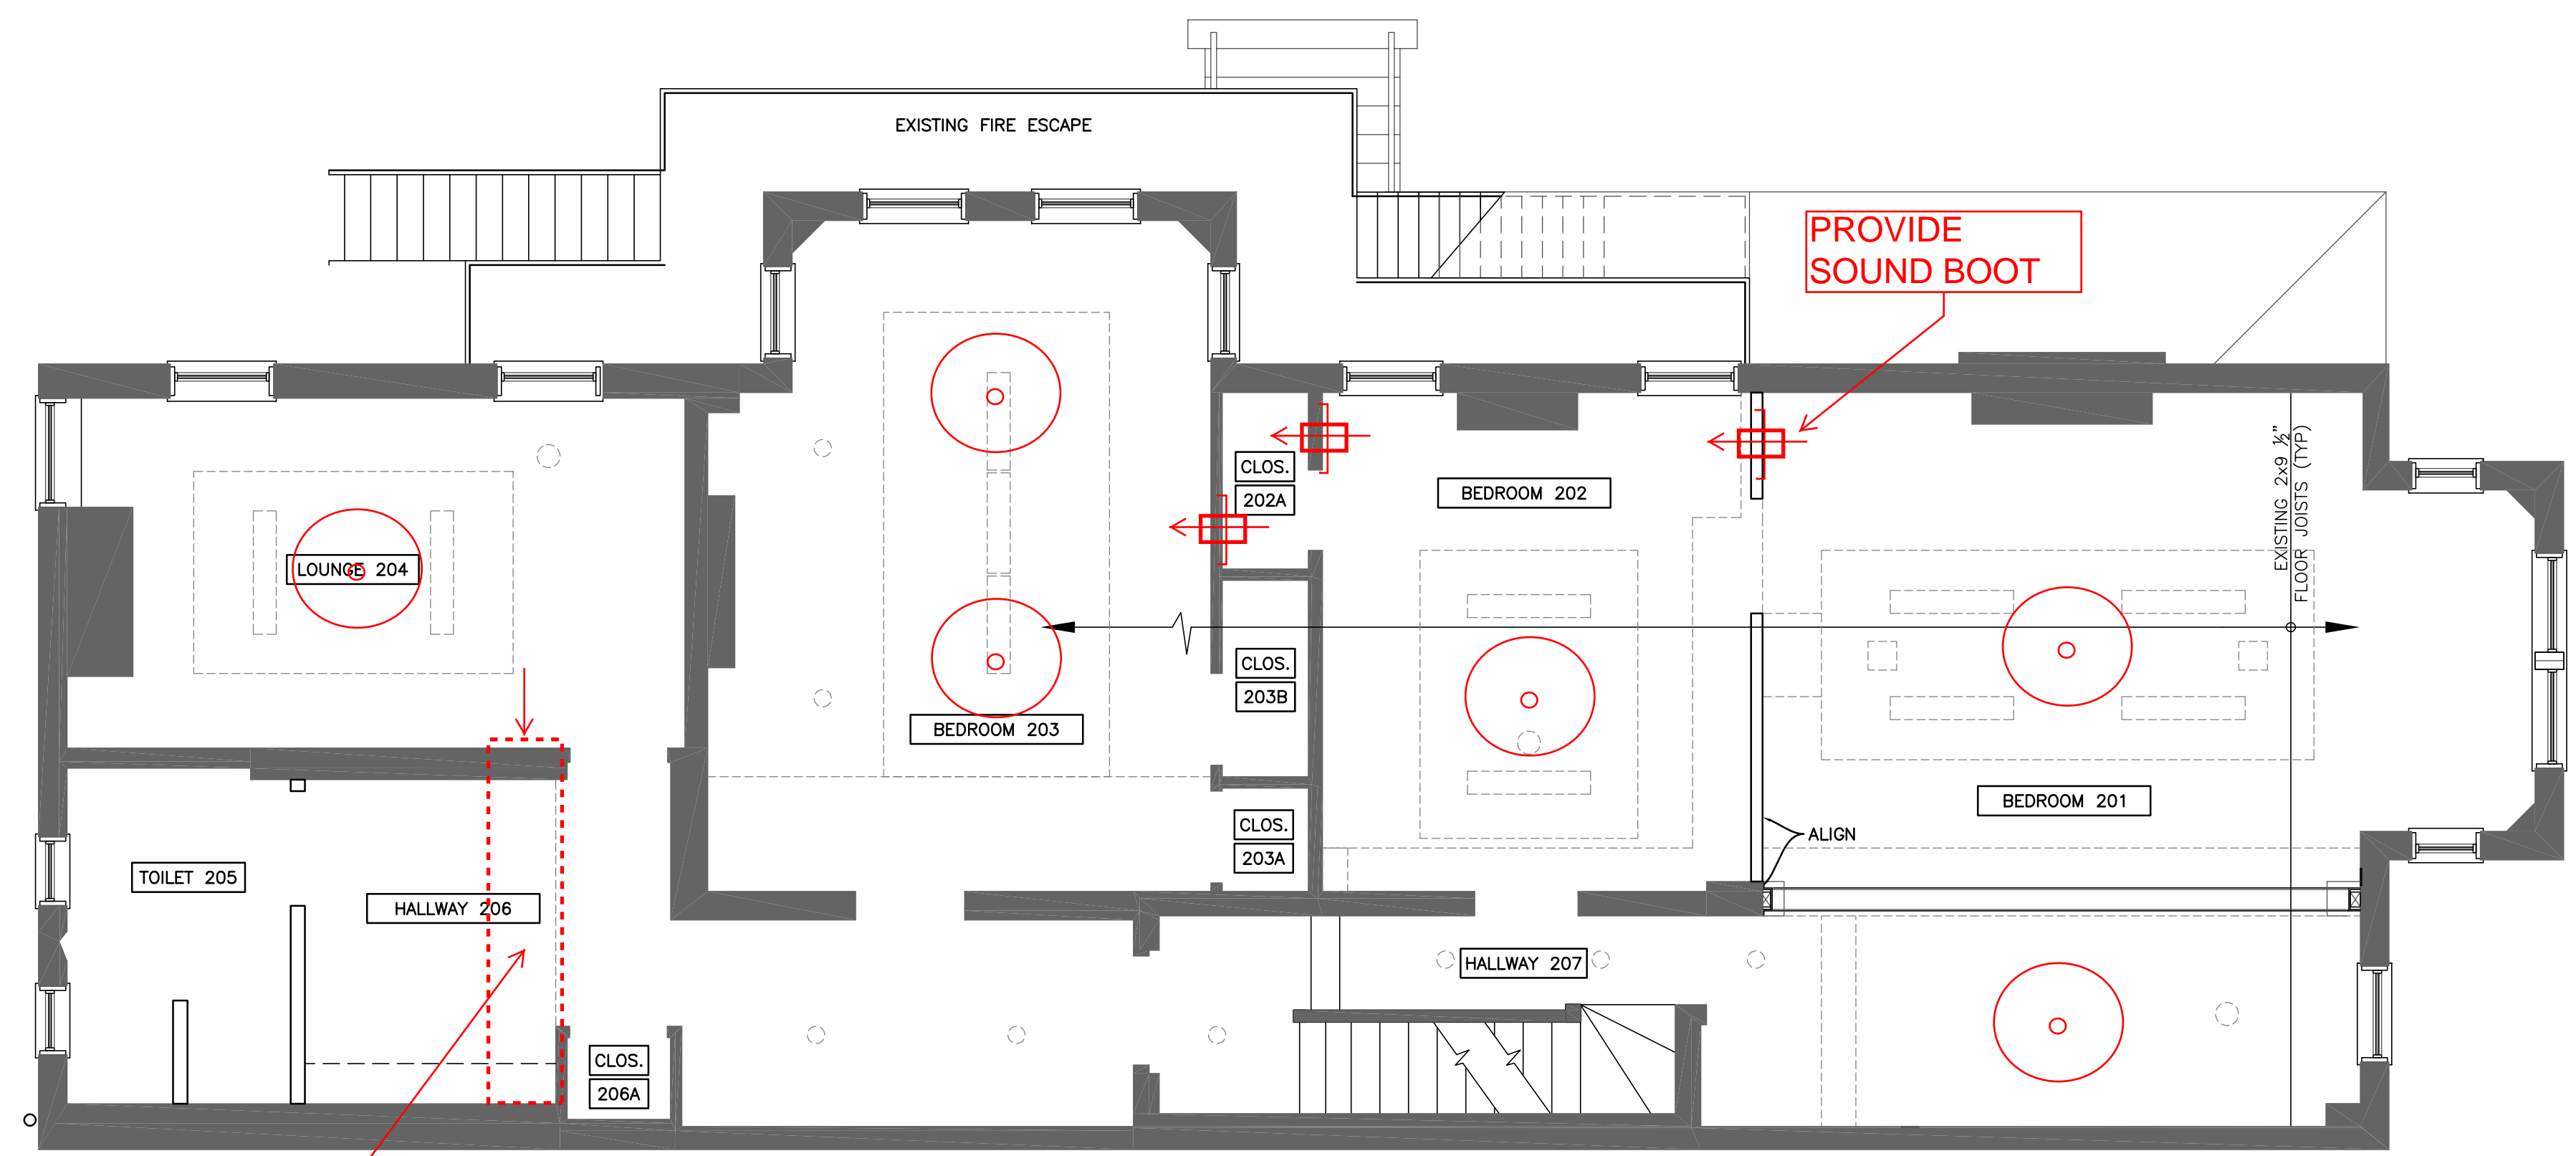 EXISTING FIRE ESCAPE
PROVIDE
SOUND BOOT
EXISTING 2x9 ½"
FLOOR JOISTS (TYP)
CLOS.
202A
BEDROOM 202
LOUNGE 204
CLOS.
203B
BEDROOM 203
BEDROOM 201
CLOS.
203A
ALIGN
TOILET 205
HALLWAY 206
HALLWAY 207
CLOS.
206A